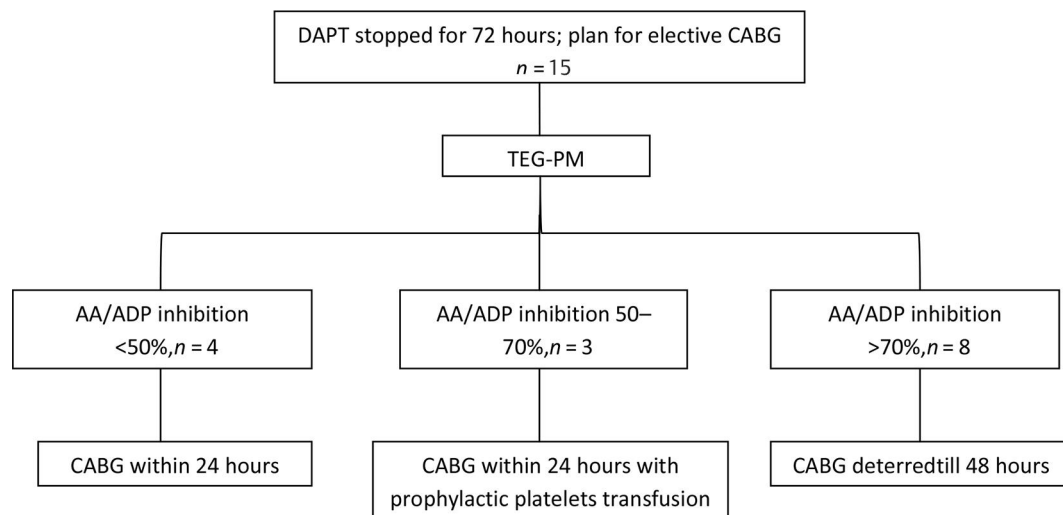 DAPT stopped for 72 hours; plan for elective CABG
n = 15
TEG-PM
AA/ADP inhibition
<50%,n = 4
AA/ADP inhibition 50–
70%,n = 3
AA/ADP inhibition
>70%,n = 8
CABG within 24 hours
CABG within 24 hours with
prophylactic platelets transfusion
CABG deterredtill 48 hours